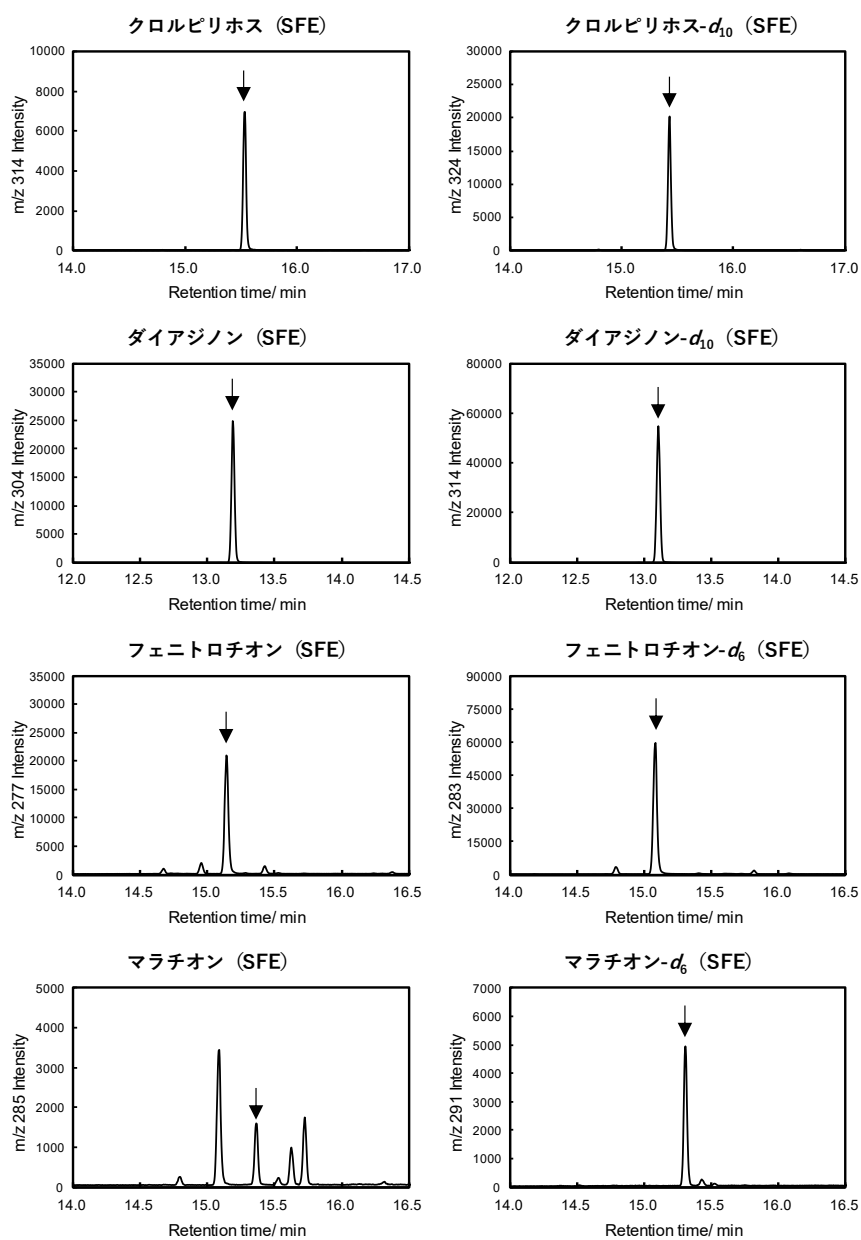 クロルピリホス (SFE)
m/z 314 Intensity
10000
8000
6000
4000
2000
0
14.0 15.0 16.0 17.0
Retention time/ min
クロルピリホス-d10 (SFE)
m/z 324 Intensity
30000
25000
20000
15000
10000
5000
0
14.0 15.0 16.0 17.0
Retention time/ min
ダイアジノン (SFE)
m/z 304 Intensity
35000
30000
25000
20000
15000
10000
5000
0
12.0 12.5 13.0 13.5 14.0 14.5
Retention time/ min
ダイアジノン-d10 (SFE)
m/z 314 Intensity
80000
60000
40000
20000
0
12.0 12.5 13.0 13.5 14.0 14.5
Retention time/ min
フェニトロチオン (SFE)
m/z 277 Intensity
35000
30000
25000
20000
15000
10000
5000
0
14.0 14.5 15.0 15.5 16.0 16.5
Retention time/ min
フェニトロチオン-d6 (SFE)
m/z 283 Intensity
90000
75000
60000
45000
30000
15000
0
14.0 14.5 15.0 15.5 16.0 16.5
Retention time/ min
マラチオン (SFE)
m/z 285 Intensity
5000
4000
3000
2000
1000
0
14.0 14.5 15.0 15.5 16.0 16.5
Retention time/ min
マラチオン-d6 (SFE)
m/z 291 Intensity
7000
6000
5000
4000
3000
2000
1000
0
14.0 14.5 15.0 15.5 16.0 16.5
Retention time/ min